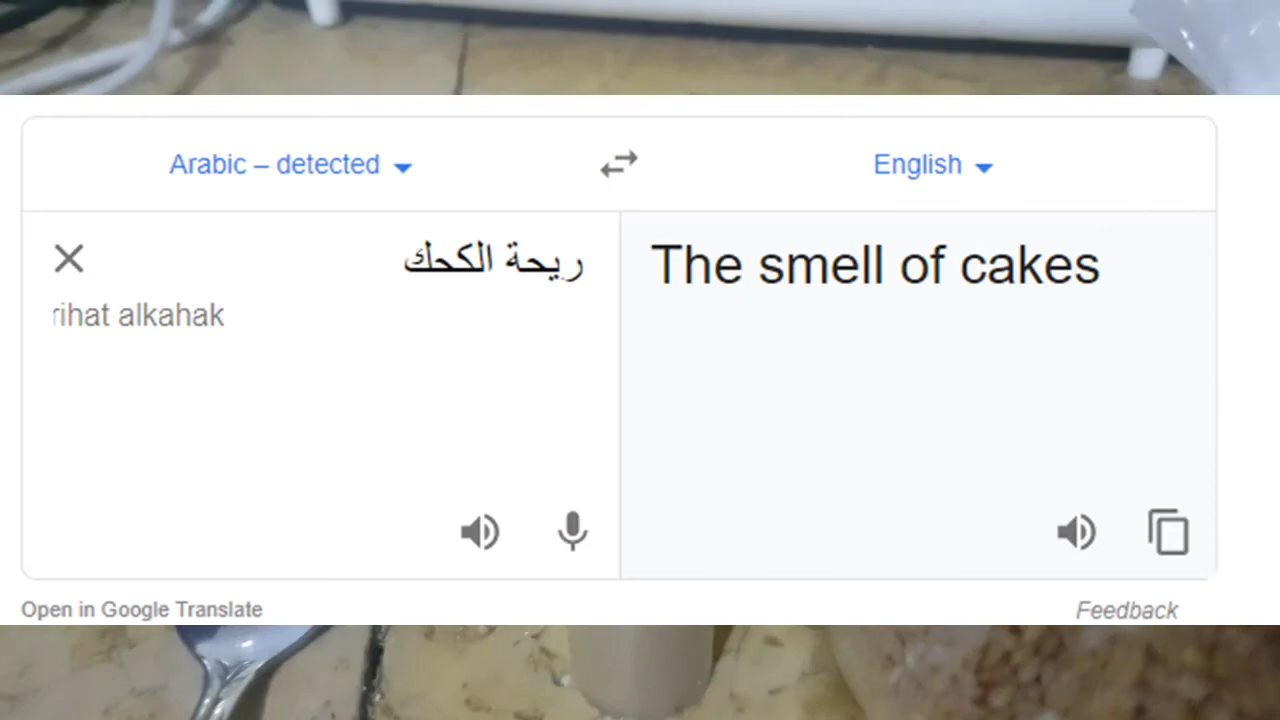 Arabic – detected
English
ريحة الكحك
rihat alkahak
The smell of cakes
Open in Google Translate
Feedback